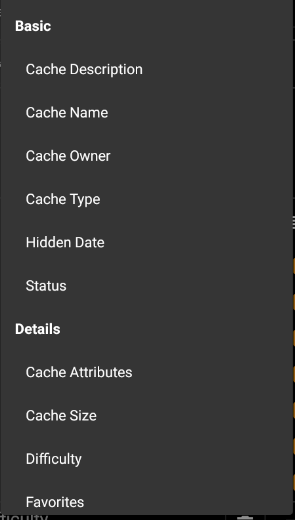 Basic
Cache Description
Cache Name
Cache Owner
Cache Type
Hidden Date
Status
Details
Cache Attributes
Cache Size
Difficulty
Favorites